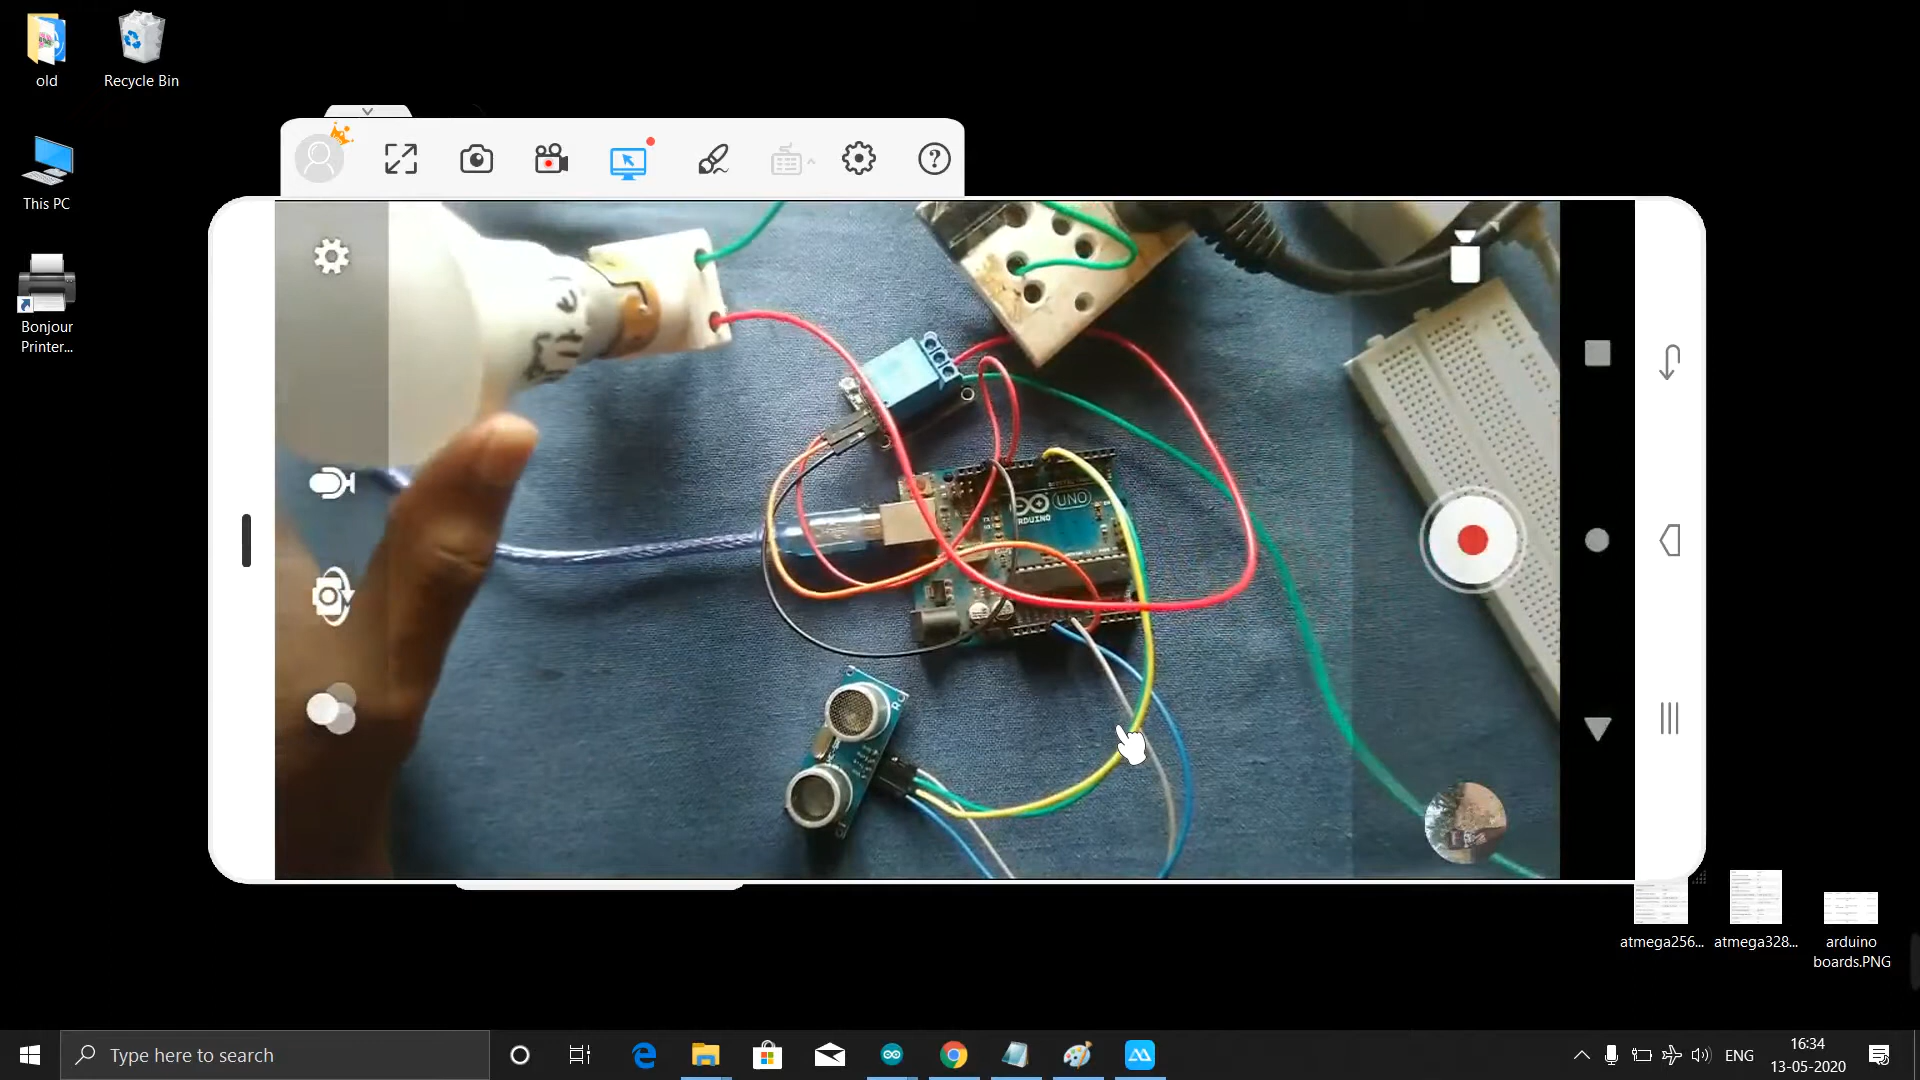 old
Recycle Bin
This PC
Bonjour
Printer...
ARDUINO
UNO
atmega256...
atmega328...
arduino
boards.PNG
Type here to search
ENG
16:34
13-05-2020